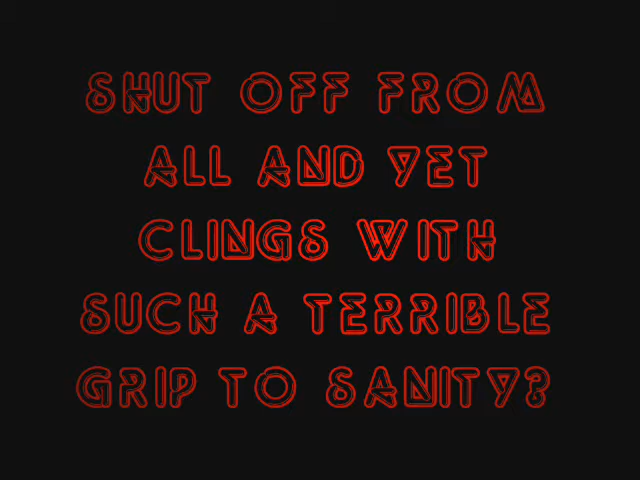 SHUT OFF FROM
ALL AND YET
CLINGS WITH
SUCH A TERRIBLE
GRIP TO SANITY?